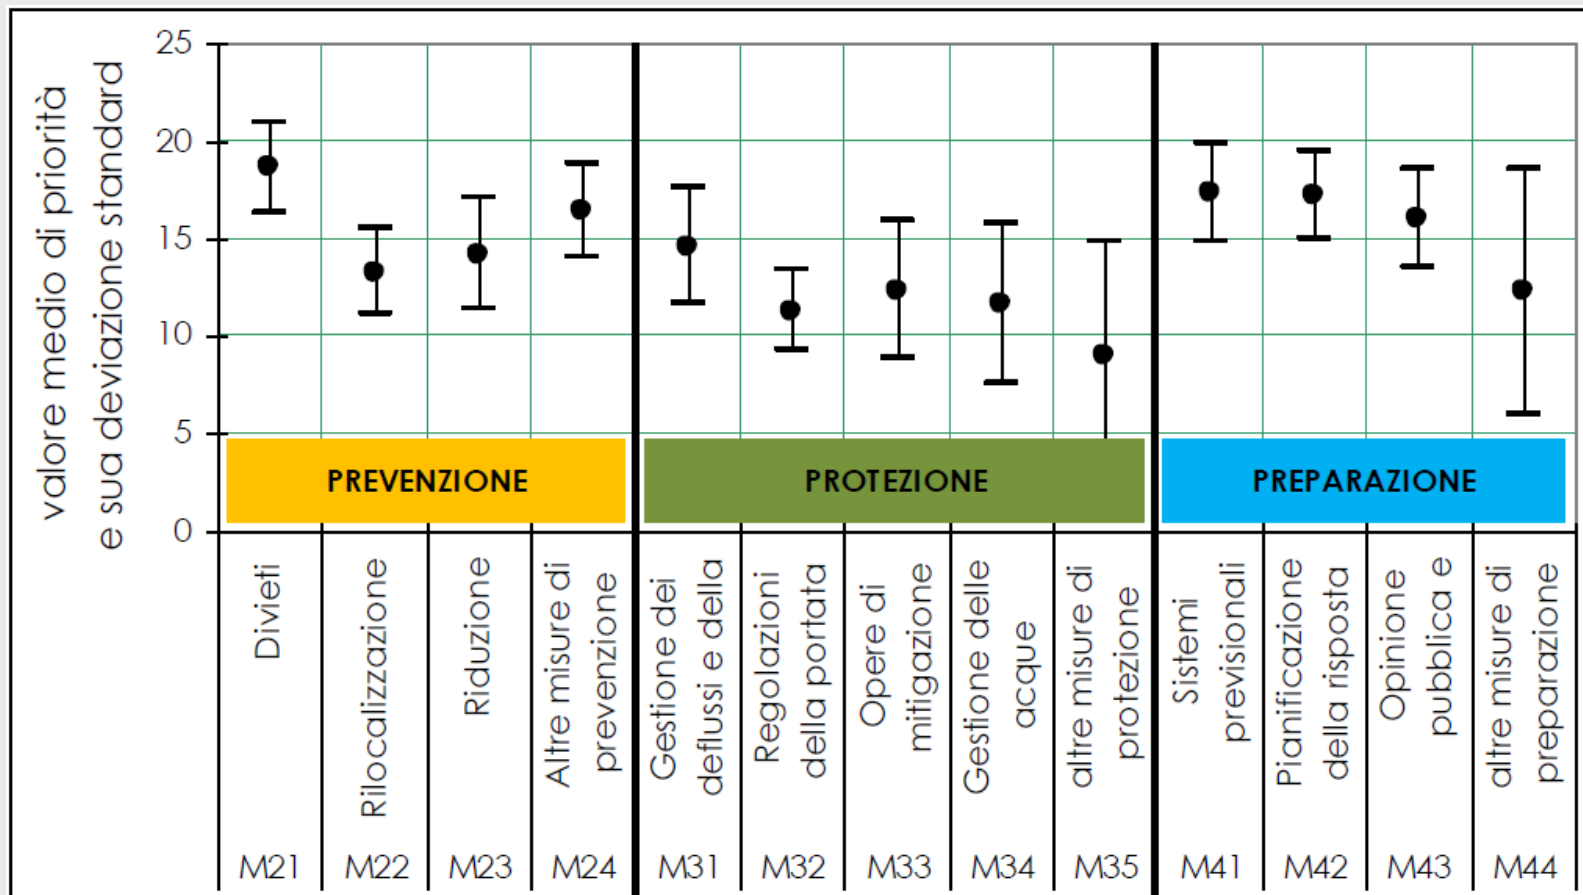 valore medio di priorità
e sua deviazione standard
25
20
15
10
5
0
PREVENZIONE
PROTEZIONE
PREPARAZIONE
Divieti
Rilocalizzazione
Riduzione
Altre misure di
prevenzione
Gestione dei
deflussi e della
Regolazioni
della portata
Opere di
mitigazione
Gestione delle
acque
altre misure di
protezione
Sistemi
previsionali
Pianificazione
della risposta
Opinione
pubblica e
altre misure di
preparazione
M21
M22
M23
M24
M31
M32
M33
M34
M35
M41
M42
M43
M44